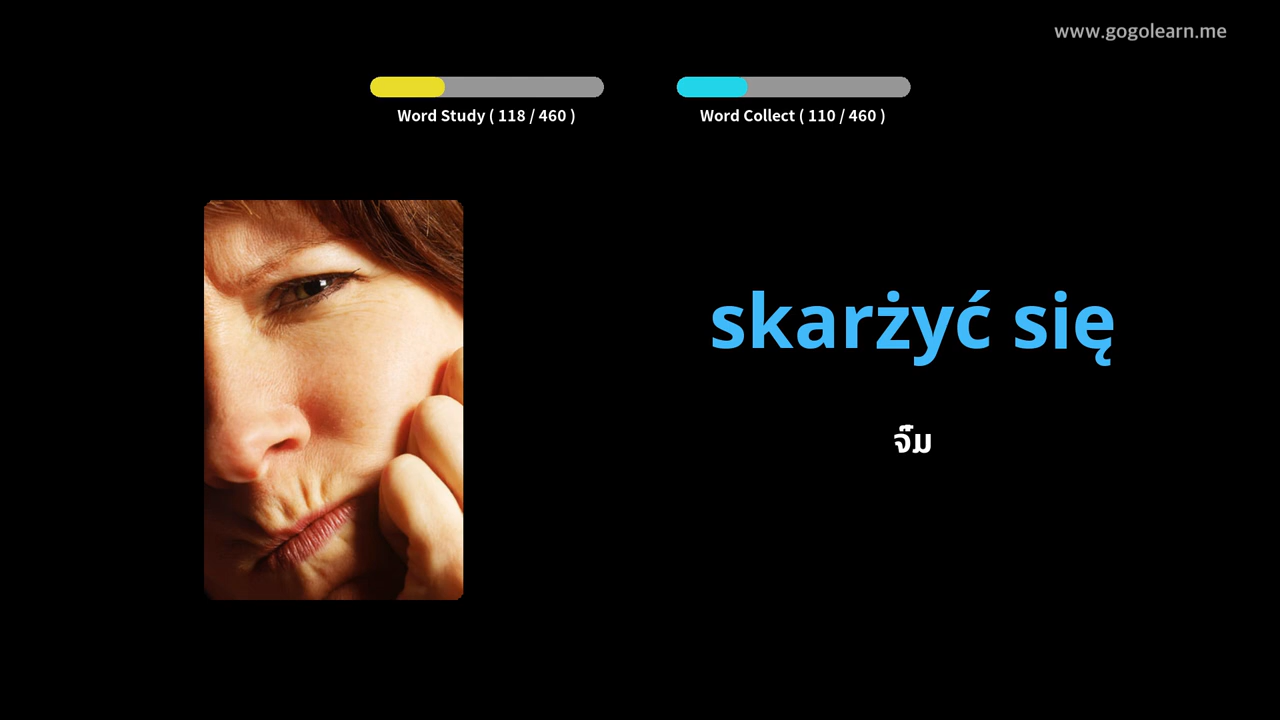 www.gogolearn.me
Word Study ( 118 / 460 )
Word Collect ( 110 / 460 )
skarżyć się
ຈົ່ມ